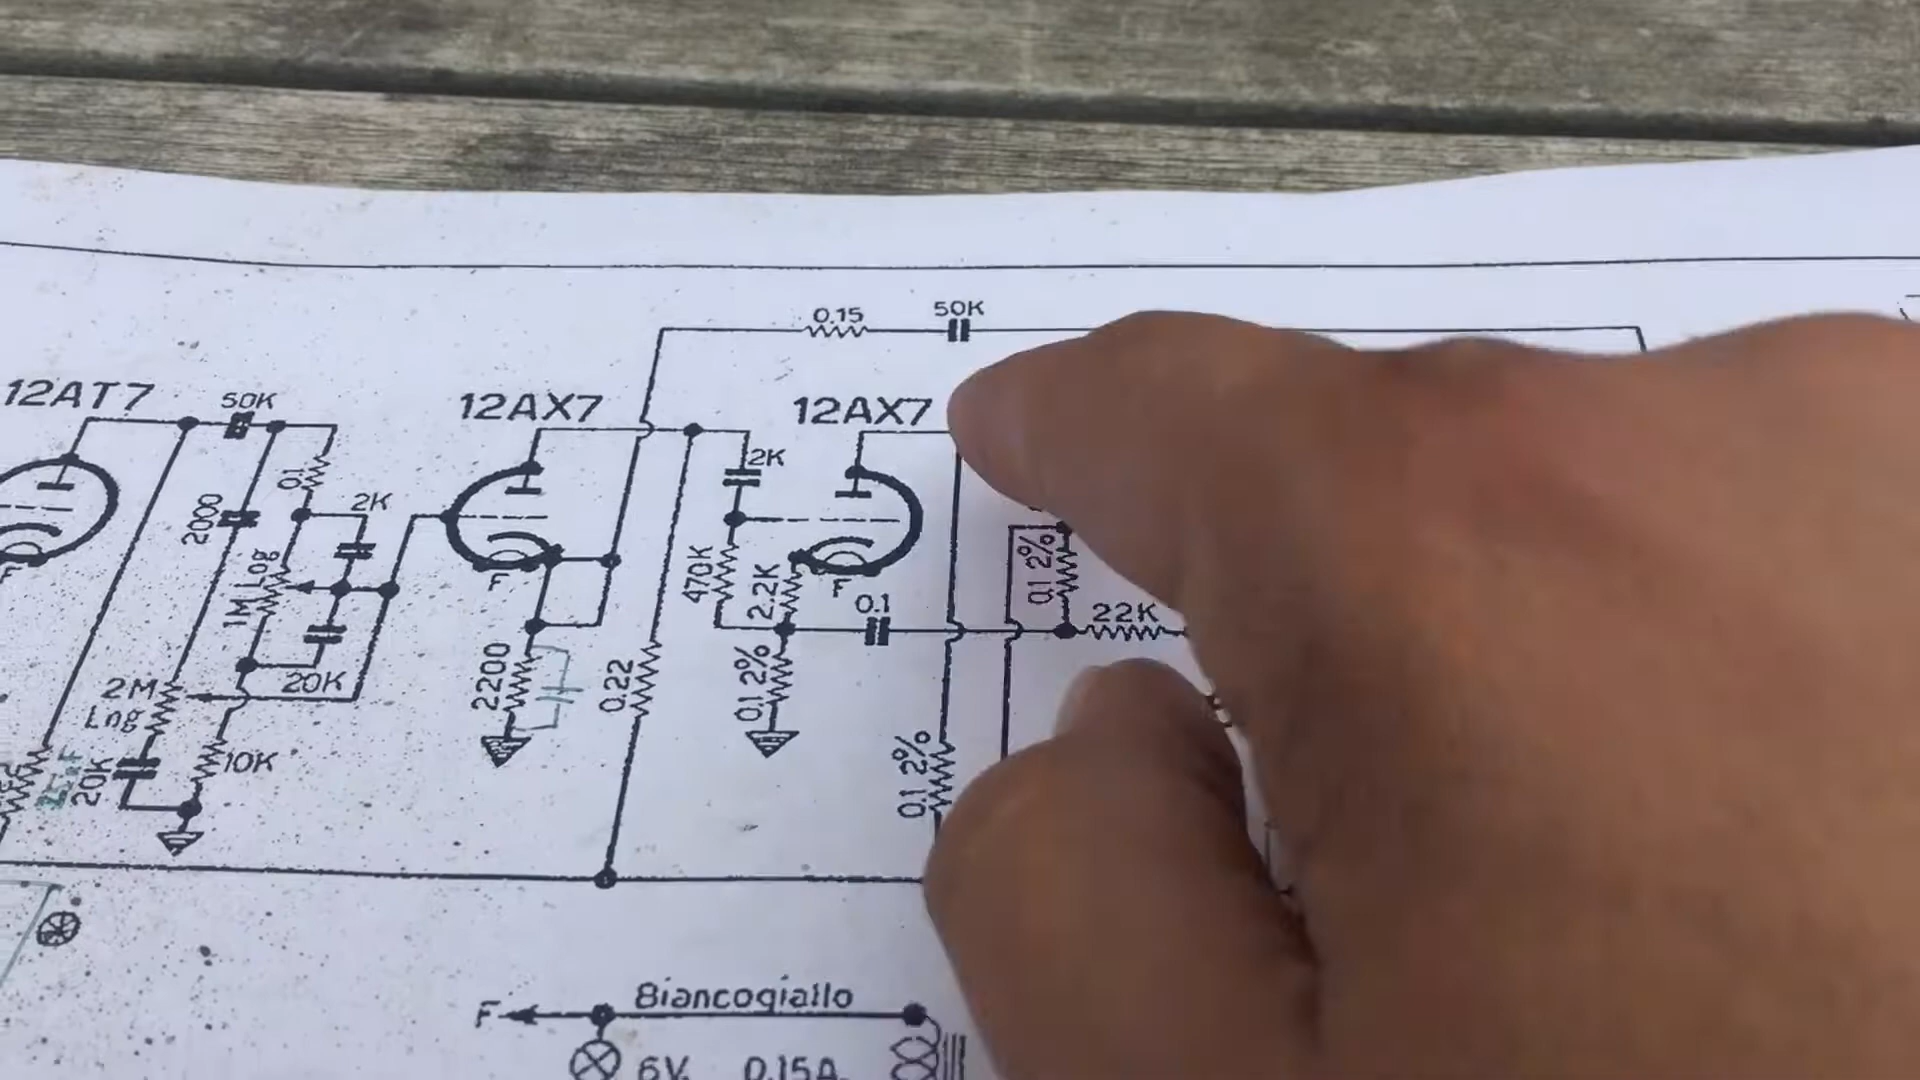 0.15
50K
12AT7
50K
12AX7
12AX7
0.1
2K
2K
2000
1M Log
470K
2.2K
F
F
F
0.1
0.1 2%
22K
2M
Lng
20K
2200
0.22
0.1 2%
10K
20K
0.1 2%
Biancogiallo
F
6V. 0.15A.